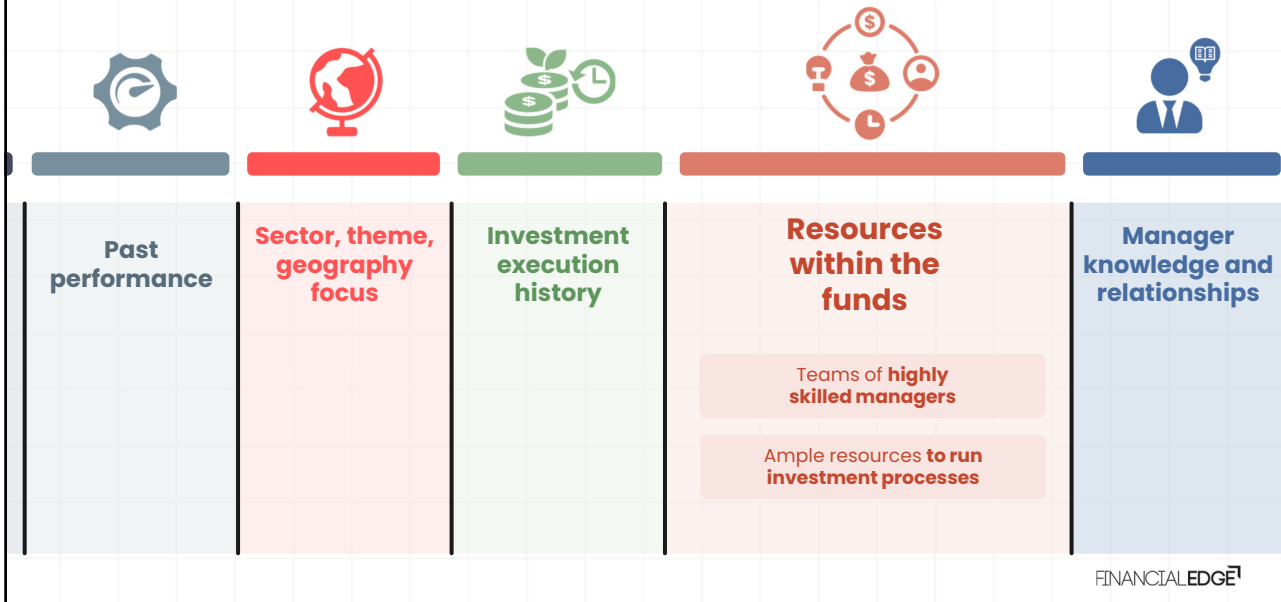 Past
performance
Sector, theme,
geography
focus
Investment
execution
history
Resources
within the
funds
Teams of highly
skilled managers
Ample resources to run
investment processes
Manager
knowledge and
relationships
FINANCIALEDGE